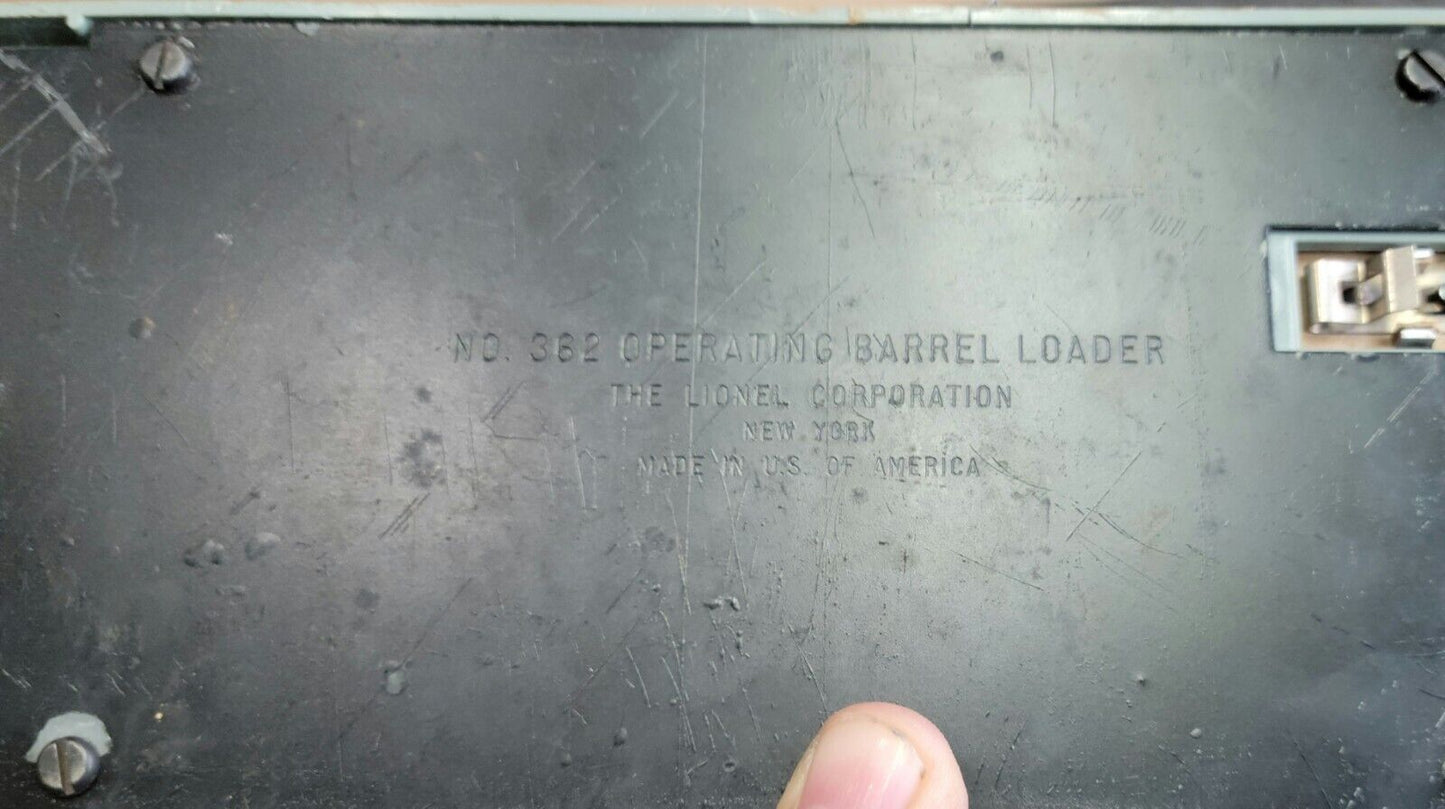 NO. 362 OPERATING BARREL LOADER
THE LIONEL CORPORATION
NEW YORK
MADE IN U.S. OF AMERICA